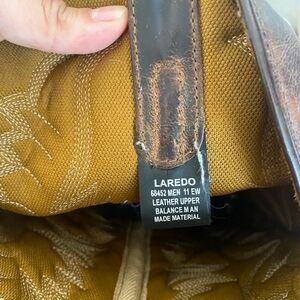 LAREDO
68452 MEN 11 EW
LEATHER UPPER
BALANCE M AN
MADE MATERIAL